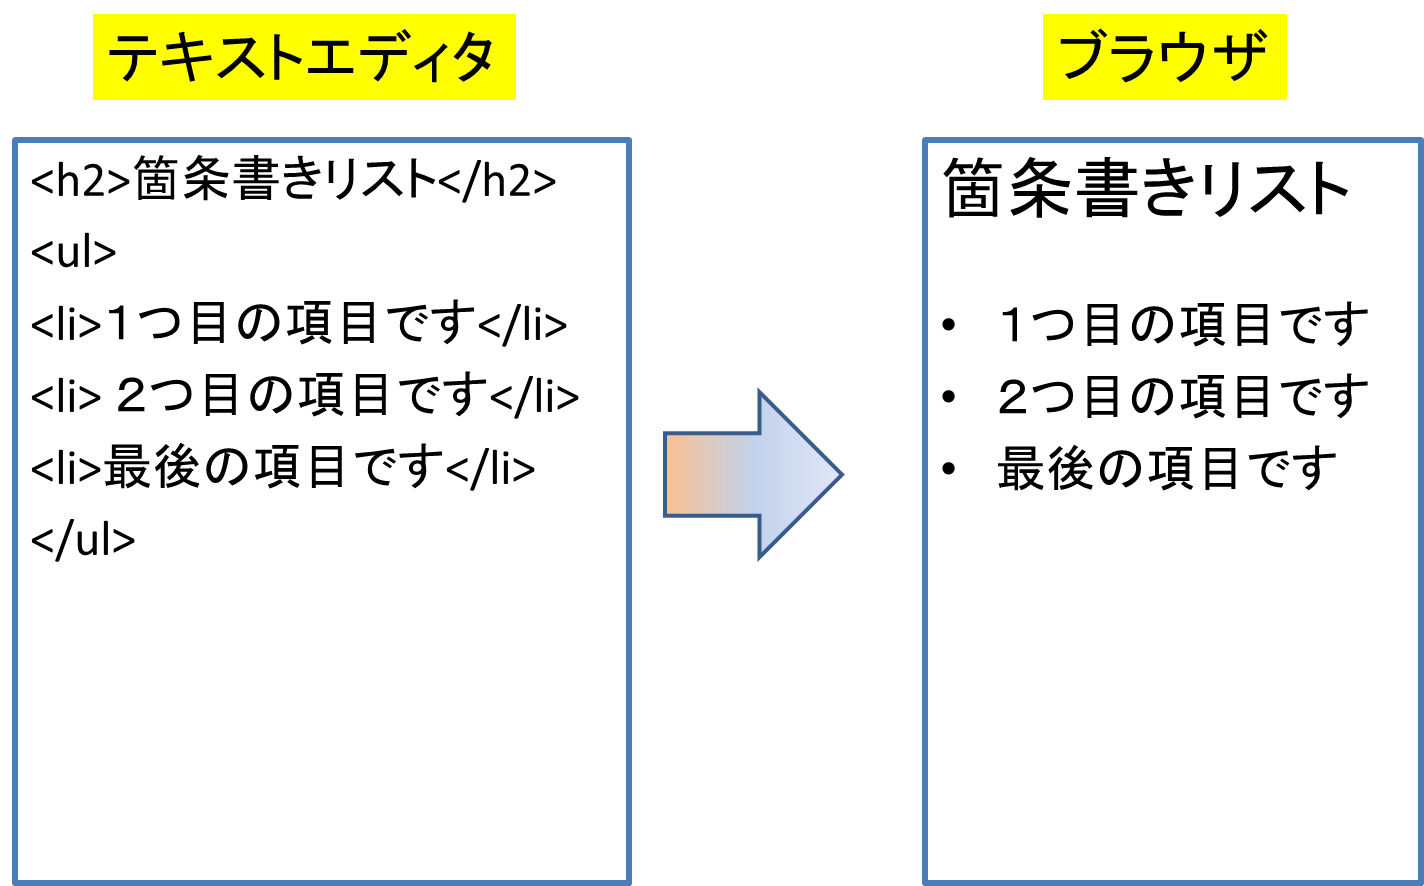 テキストエディタ
<h2>箇条書きリスト</h2>
<ul>
<li>１つ目の項目です</li>
<li> ２つ目の項目です</li>
<li>最後の項目です</li>
</ul>
ブラウザ
箇条書きリスト
• １つ目の項目です
• ２つ目の項目です
• 最後の項目です